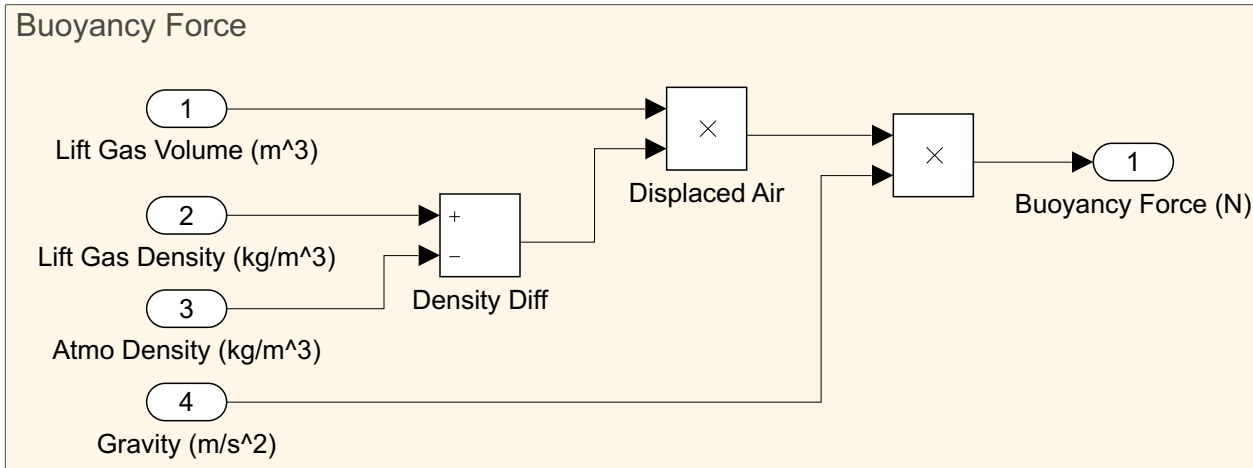 Buoyancy Force
1
Lift Gas Volume (m^3)
×
Displaced Air
×
1
Buoyancy Force (N)
2
Lift Gas Density (kg/m^3)
+
−
Density Diff
3
Atmo Density (kg/m^3)
4
Gravity (m/s^2)